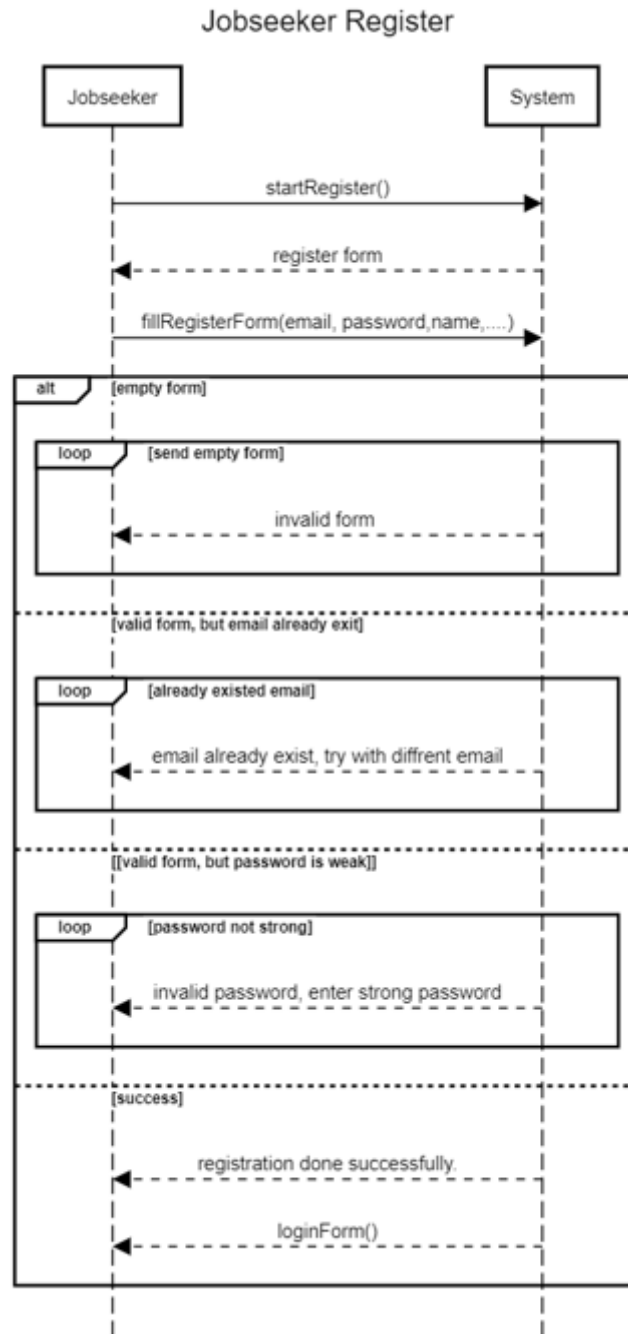 Jobseeker Register
Jobseeker
System
startRegister()
register form
fillRegisterForm(email, password,name,....)
alt
[empty form]
loop
[send empty form]
invalid form
[valid form, but email already exit]
loop
[already existed email]
email already exist, try with diffrent email
[[valid form, but password is weak]]
loop
[password not strong]
invalid password, enter strong password
[success]
registration done successfully.
loginForm()